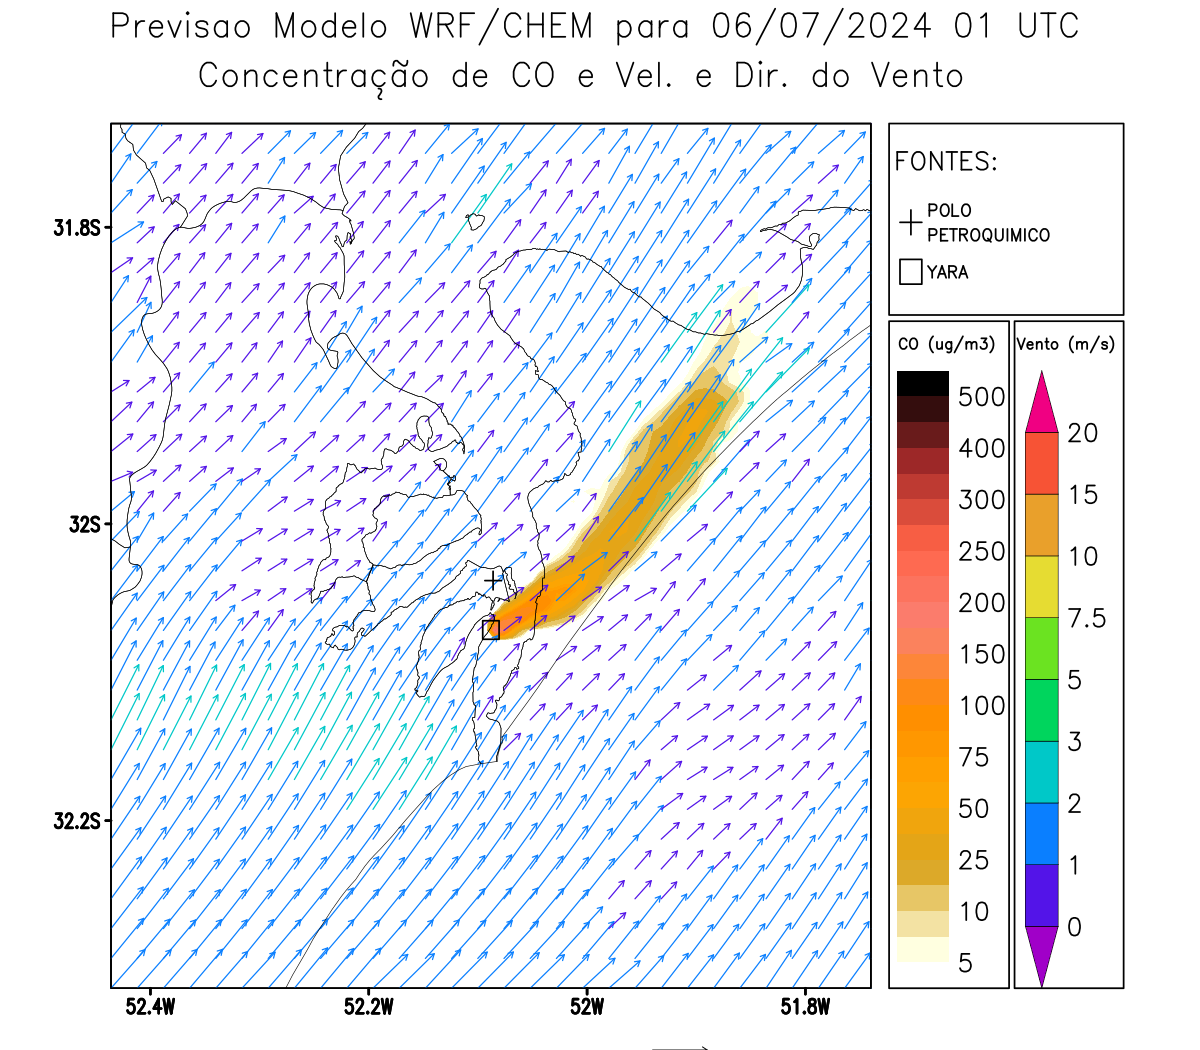 Previsao Modelo WRF/CHEM para 06/07/2024 01 UTC
Concentração de CO e Vel. e Dir. do Vento
FONTES:
POLO
PETROQUIMICO
YARA
CO (ug/m3)
500
400
300
250
200
150
100
75
50
25
10
5
Vento (m/s)
20
15
10
7.5
5
3
2
1
0
31.8S
32S
32.2S
52.4W
52.2W
52W
51.8W